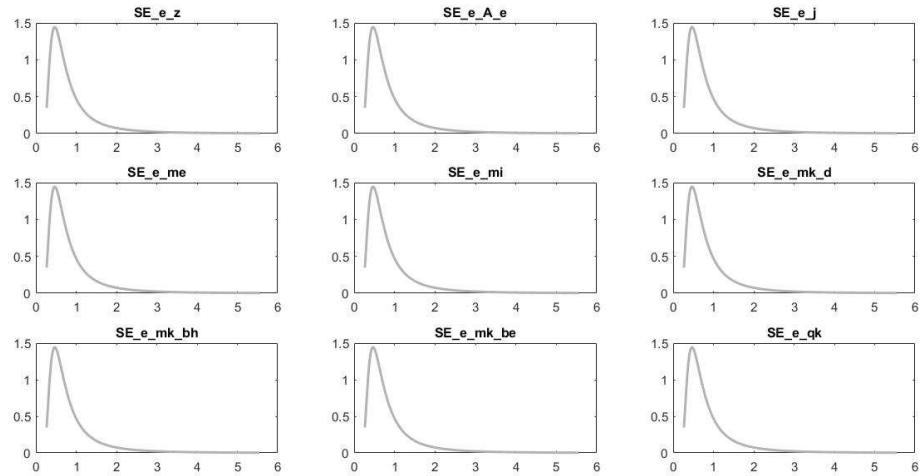 SE_e_z SE_e_A_e SE_e_j
1.5 1.5 1.5
1 1 1
0.5 0.5 0.5
0 0 0
0 1 2 3 4 5 6 0 1 2 3 4 5 6 0 1 2 3 4 5 6
SE_e_me SE_e_mi SE_e_mk_d
1.5 1.5 1.5
1 1 1
0.5 0.5 0.5
0 0 0
0 1 2 3 4 5 6 0 1 2 3 4 5 6 0 1 2 3 4 5 6
SE_e_mk_bh SE_e_mk_be SE_e_qk
1.5 1.5 1.5
1 1 1
0.5 0.5 0.5
0 0 0
0 1 2 3 4 5 6 0 1 2 3 4 5 6 0 1 2 3 4 5 6